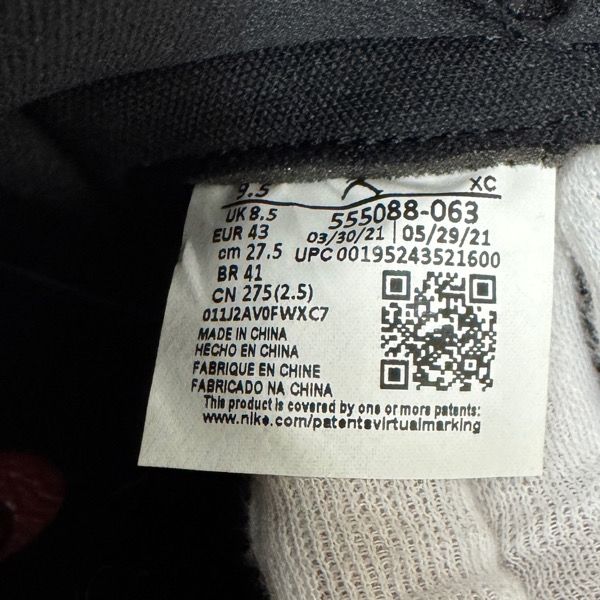 9.5 XC
UK 8.5 555088-063
EUR 43 03/30/21 | 05/29/21
cm 27.5 UPC 00195243521600
BR 41
CN 275(2.5)
011J2AV0FWXC7
MADE IN CHINA
HECHO EN CHINA
FABRIQUE EN CHINE
FABRICADO NA CHINA
This product is covered by one or more patents:
www.nike.com/patentsvirtualmarking